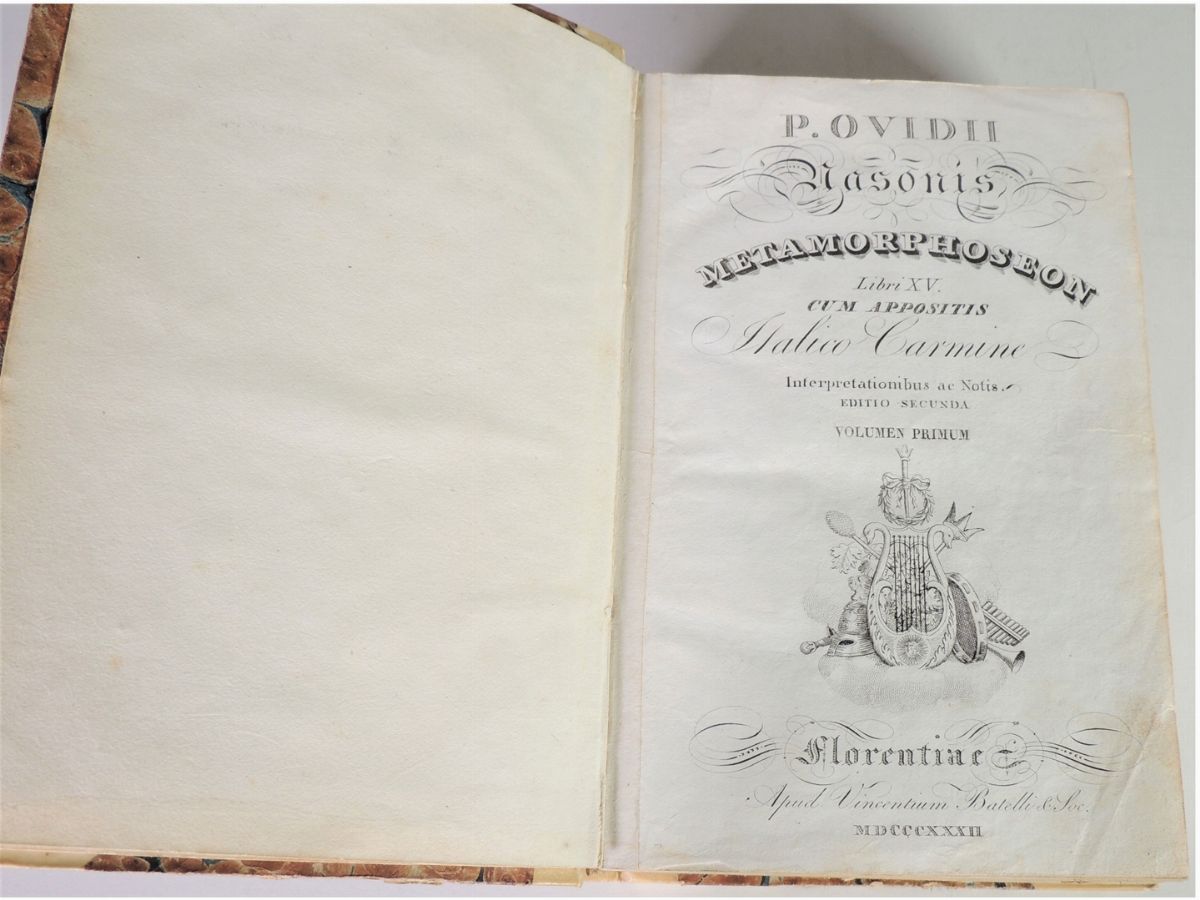 P. OVIDII
Nasonis
METAMORPHOSEON
Libri XV.
CUM APPOSITIS
Italico Carmine
Interpretationibus ac Notis.
EDITIO SECUNDA
VOLUMEN PRIMUM
Florentiae
Apud Vincentium Batelli & Soc.
MDCCCXXXII